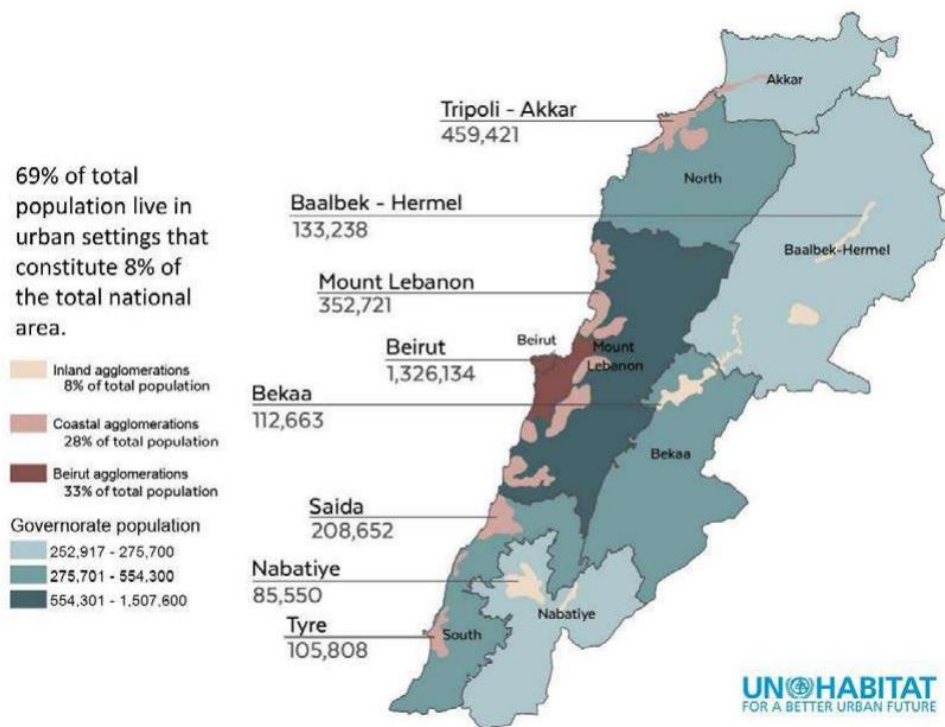 Akkar
Tripoli - Akkar
459,421
North
69% of total
population live in
urban settings that
constitute 8% of
the total national
area.
Baalbek - Hermel
133,238
Baalbek-Hermel
Mount Lebanon
352,721
Beirut
Mount
Lebanon
Beirut
1,326,134
Inland agglomerations
8% of total population
Bekaa
112,663
Coastal agglomerations
28% of total population
Bekaa
Beirut agglomerations
33% of total population
Saida
208,652
Governorate population
252,917 - 275,700
275,701 - 554,300
554,301 - 1,507,600
Nabatiye
85,550
Nabatiye
Tyre
105,808
South
UN HABITAT
FOR A BETTER URBAN FUTURE